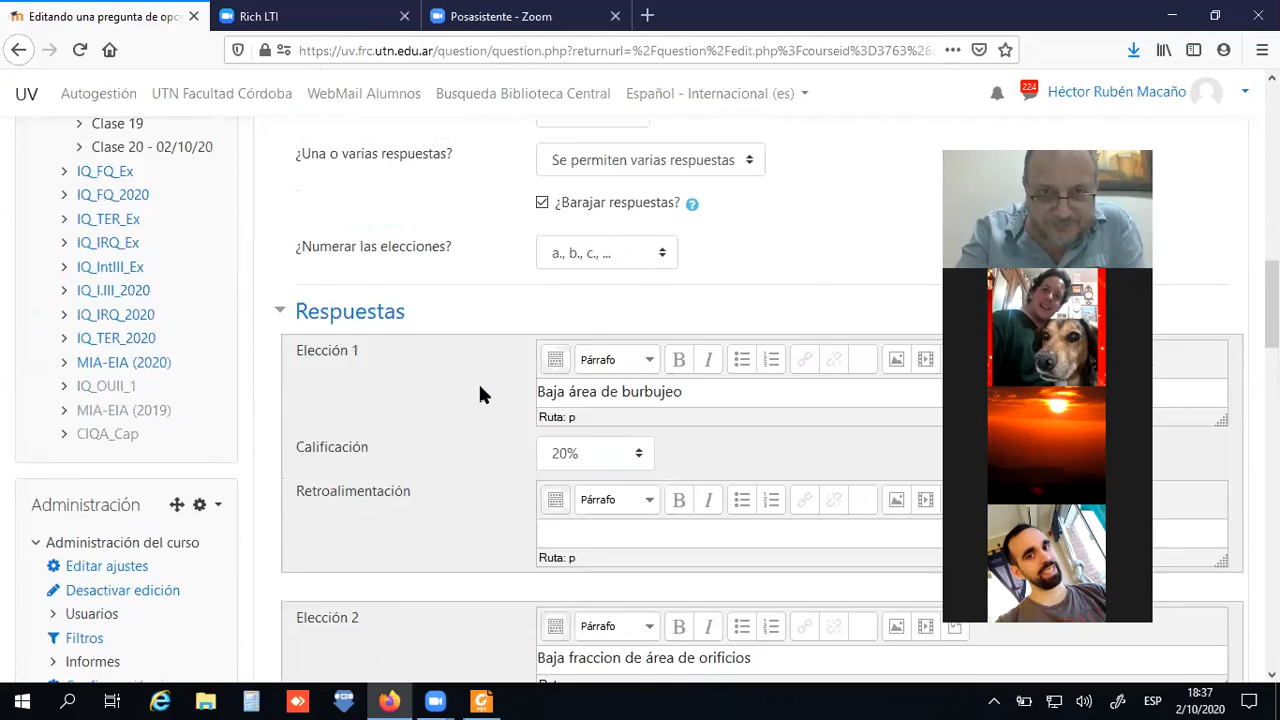 Editando una pregunta de opc
Rich LTI
Posasistente - Zoom
https://uv.frc.utn.edu.ar/question/question.php?returnurl=%2Fquestion%2Fedit.php%3Fcourseid%3D3763%26
UV
Autogestión
UTN Facultad Córdoba
WebMail Alumnos
Busqueda Biblioteca Central
Español - Internacional (es)
224
Héctor Rubén Macaño
Clase 19
Clase 20 - 02/10/20
IQ_FQ_Ex
IQ_FQ_2020
IQ_TER_Ex
IQ_IRQ_Ex
IQ_IntIII_Ex
IQ_I.III_2020
IQ_IRQ_2020
IQ_TER_2020
MIA-EIA (2020)
IQ_OUII_1
MIA-EIA (2019)
CIQA_Cap
Administración
Administración del curso
Editar ajustes
Desactivar edición
Usuarios
Filtros
Informes
¿Una o varias respuestas?
Se permiten varias respuestas
¿Barajar respuestas?
¿Numerar las elecciones?
a., b., c., ...
Respuestas
Elección 1
Párrafo
B
I
Baja área de burbujeo
Ruta: p
Calificación
20%
Retroalimentación
Párrafo
B
I
Ruta: p
Elección 2
Párrafo
B
I
Baja fraccion de área de orificios
ESP
18:37
2/10/2020